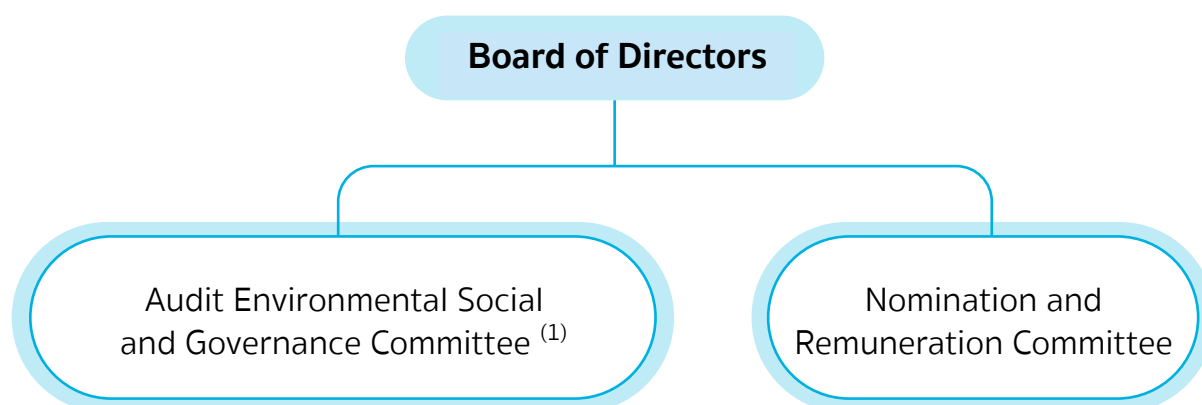 Board of Directors
Audit Environmental Social
and Governance Committee (1)
Nomination and
Remuneration Committee